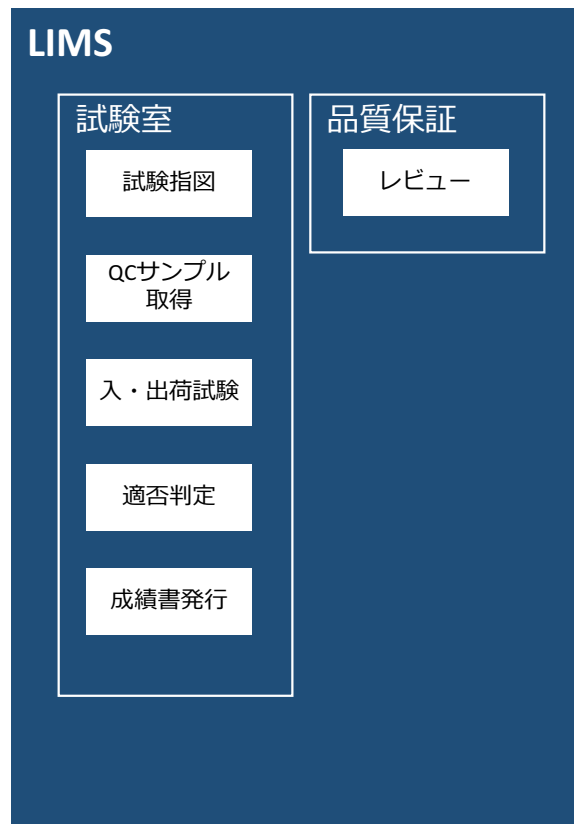 LIMS
試験室
試験指図
QCサンプル
取得
入・出荷試験
適否判定
成績書発行
品質保証
レビュー